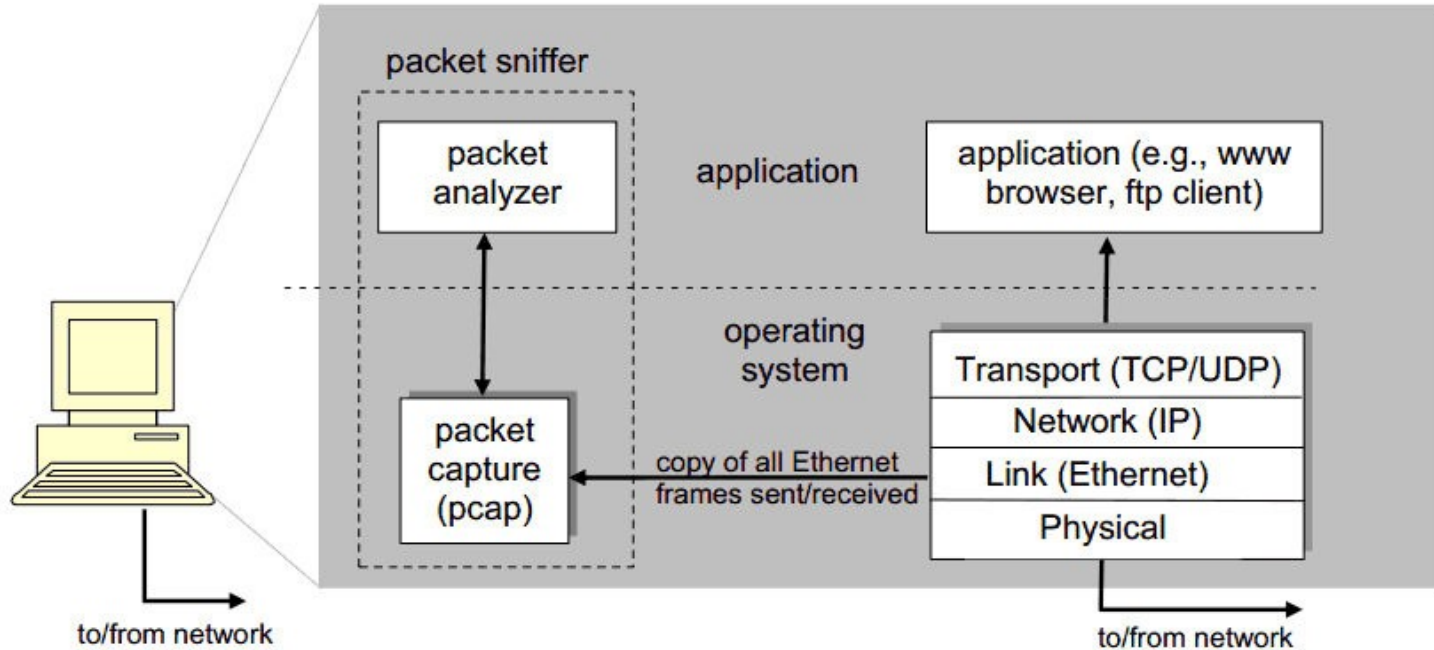 packet sniffer
packet
analyzer
application
application (e.g., www
browser, ftp client)
operating
system
packet
capture
(pcap)
copy of all Ethernet
frames sent/received
Transport (TCP/UDP)
Network (IP)
Link (Ethernet)
Physical
to/from network
to/from network